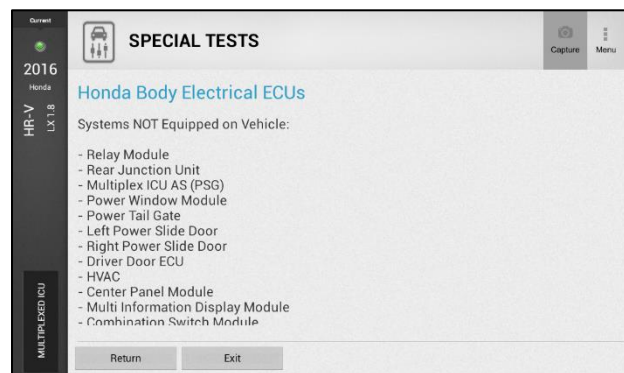 Current
2016
Honda
HR-V
LX 1.8
MULTIPLEXED ICU
SPECIAL TESTS
Capture
Menu
Honda Body Electrical ECUs
Systems NOT Equipped on Vehicle:
- Relay Module
- Rear Junction Unit
- Multiplex ICU AS (PSG)
- Power Window Module
- Power Tail Gate
- Left Power Slide Door
- Right Power Slide Door
- Driver Door ECU
- HVAC
- Center Panel Module
- Multi Information Display Module
- Combination Switch Module
Return
Exit